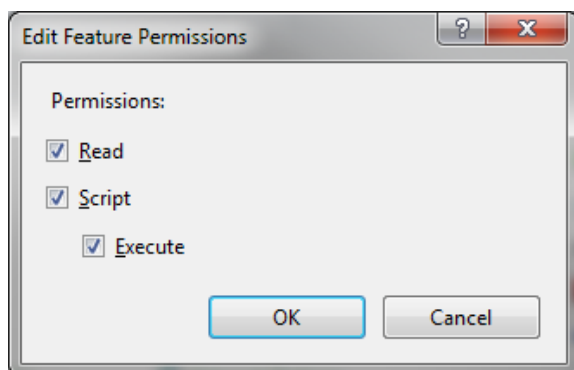 Edit Feature Permissions
?
Permissions:
Read
Script
Execute
OK
Cancel